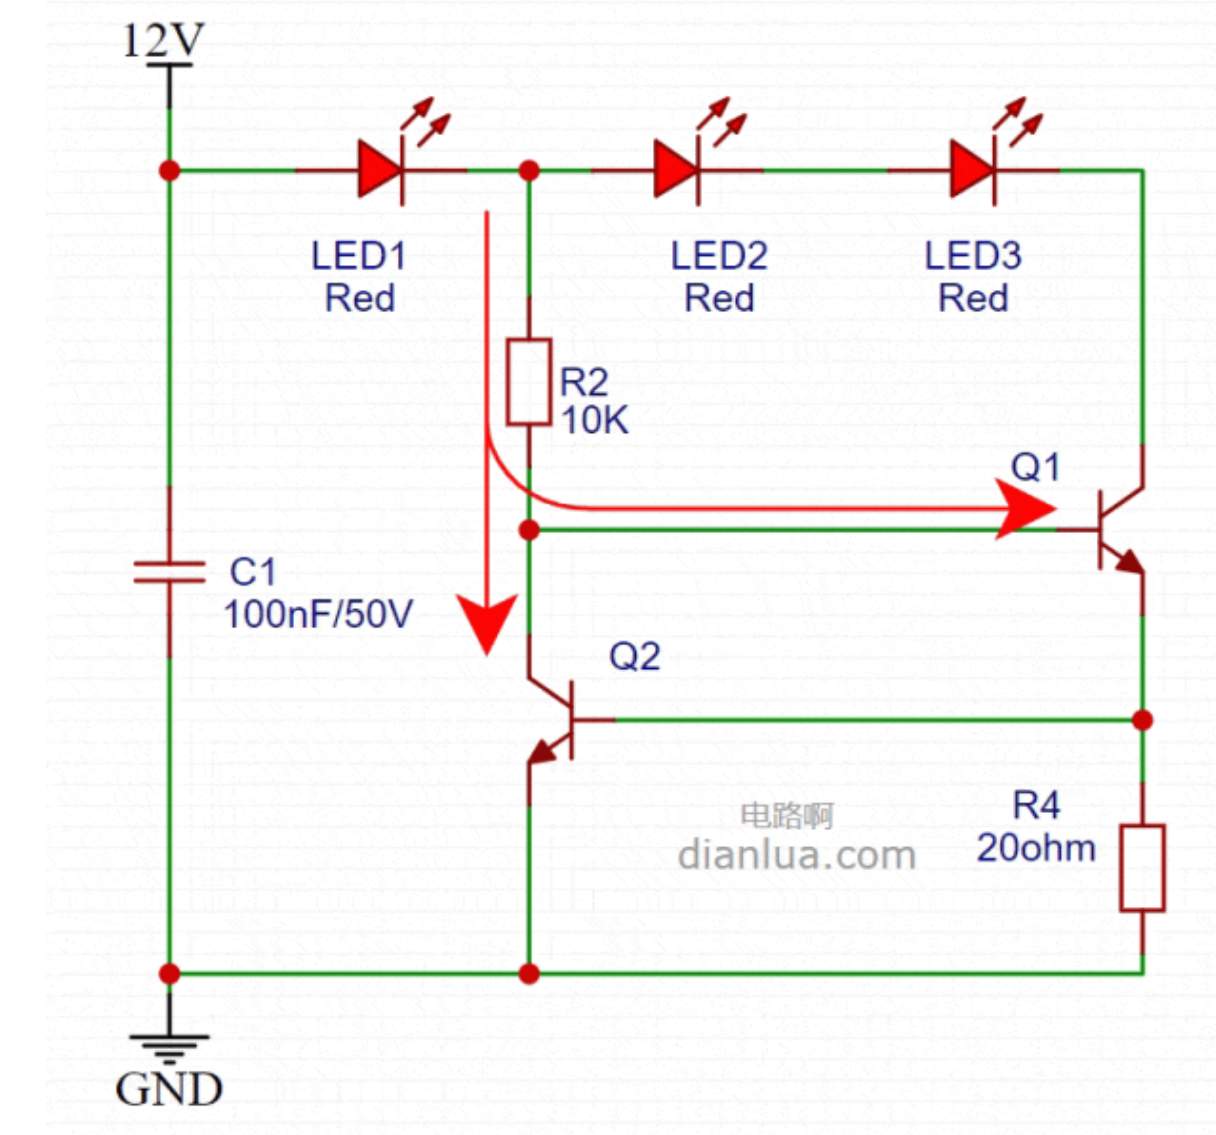 12V
LED1
Red
LED2
Red
LED3
Red
R2
10K
Q1
C1
100nF/50V
Q2
电路啊
dianlua.com
R4
20ohm
GND